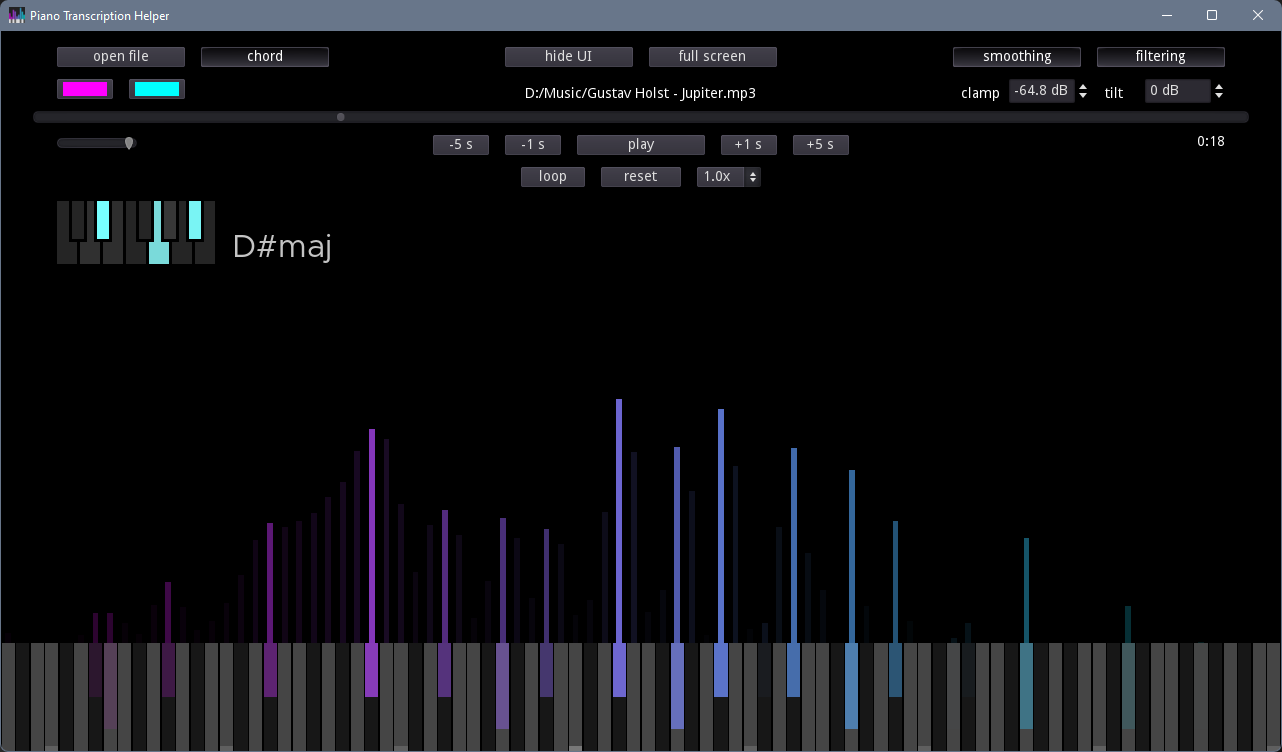 Piano Transcription Helper
open file chord hide UI full screen smoothing filtering
D:/Music/Gustav Holst - Jupiter.mp3 clamp -64.8 dB tilt 0 dB
-5 s -1 s play +1 s +5 s 0:18
loop reset 1.0x
D#maj